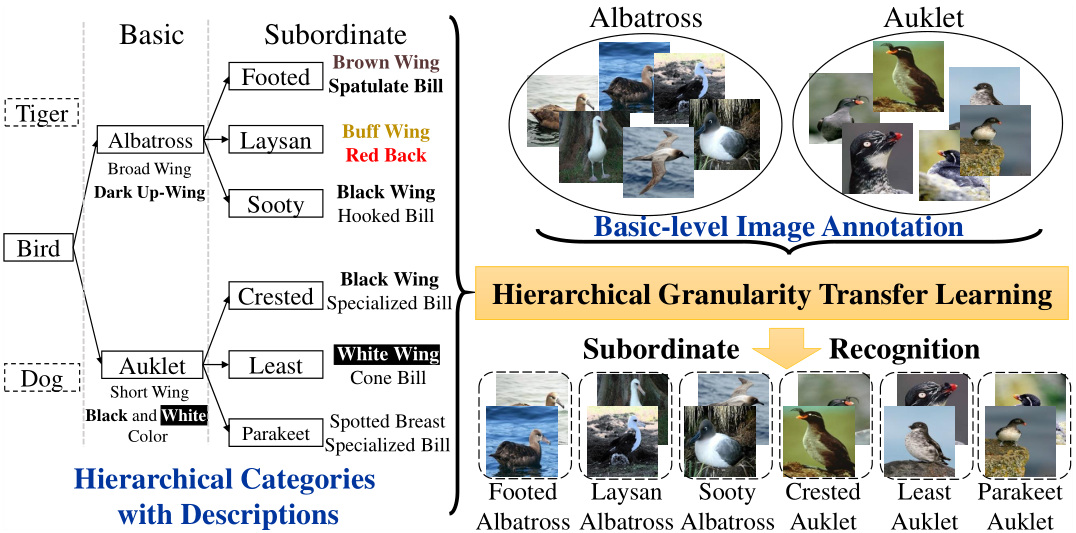 Basic
Subordinate
Tiger
Bird
Dog
Albatross
Broad Wing
Dark Up-Wing
Auklet
Short Wing
Black and White
Color
Footed
Brown Wing
Spatulate Bill
Laysan
Buff Wing
Red Back
Sooty
Black Wing
Hooked Bill
Crested
Black Wing
Specialized Bill
Least
White Wing
Cone Bill
Parakeet
Spotted Breast
Specialized Bill
Hierarchical Categories
with Descriptions
Albatross
Auklet
Basic-level Image Annotation
Hierarchical Granularity Transfer Learning
Subordinate Recognition
Footed
Albatross
Laysan
Albatross
Sooty
Albatross
Crested
Auklet
Least
Auklet
Parakeet
Auklet